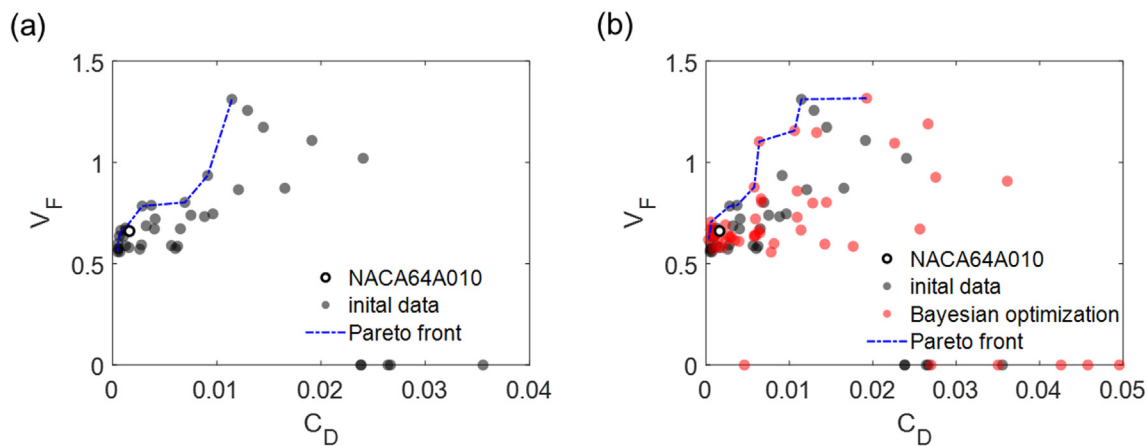 (a)
1.5
1
0.5
0
V_F
0 0.01 0.02 0.03 0.04
C_D
NACA64A010
inital data
Pareto front
(b)
1.5
1
0.5
0
V_F
0 0.01 0.02 0.03 0.04 0.05
C_D
NACA64A010
inital data
Bayesian optimization
Pareto front